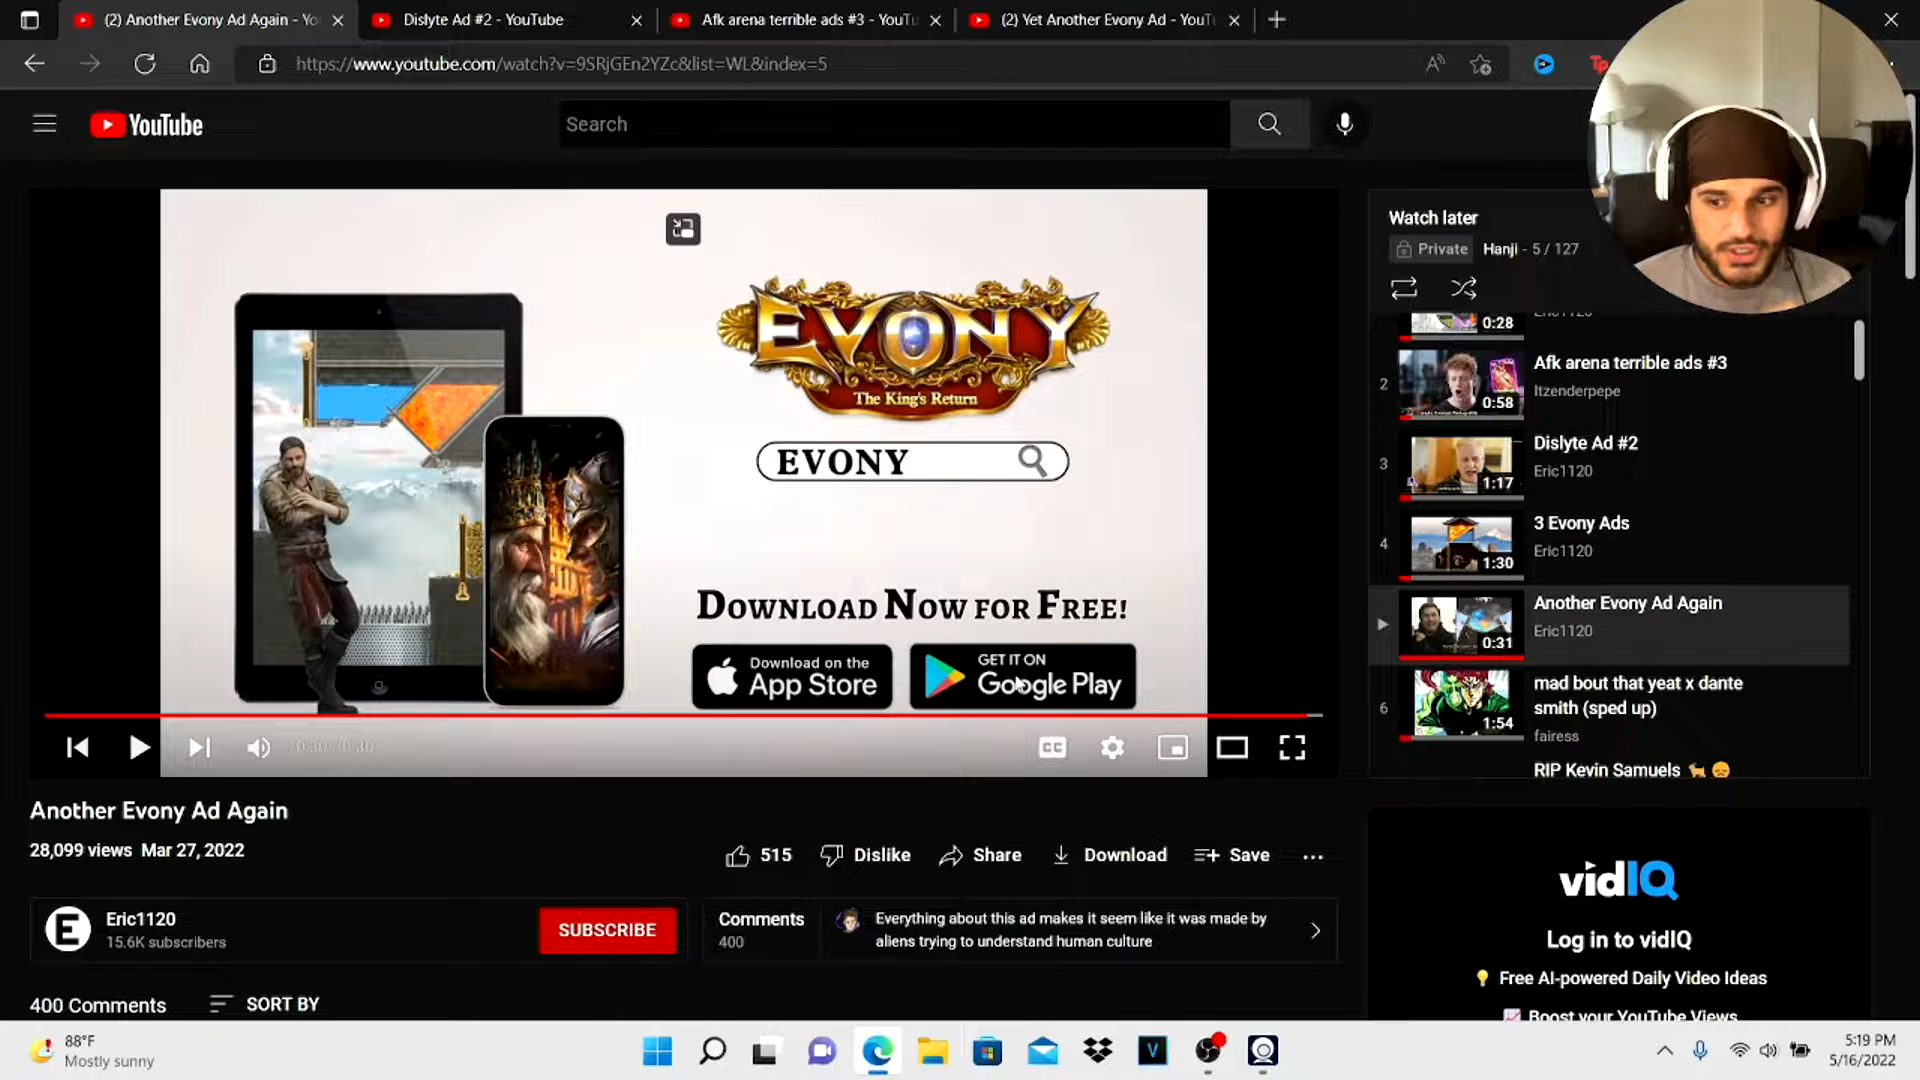 (2) Another Evony Ad Again - Yo
Dislyte Ad #2 - YouTube
Afk arena terrible ads #3 - YouTu
(2) Yet Another Evony Ad - YouTu
https://www.youtube.com/watch?v=9SRjGEn2YZc&list=WL&index=5
YouTube
Search
EVONY
The King's Return
EVONY
DOWNLOAD NOW FOR FREE!
Download on the
App Store
GET IT ON
Google Play
CC
Another Evony Ad Again
28,099 views Mar 27, 2022
515
Dislike
Share
Download
Save
E
Eric1120
15.6K subscribers
SUBSCRIBE
Comments
400
Everything about this ad makes it seem like it was made by
aliens trying to understand human culture
400 Comments
SORT BY
Watch later
Private
Hanji - 5 / 127
0:28
2
Afk arena terrible ads #3
Itzenderpepe
0:58
3
Dislyte Ad #2
Eric1120
1:17
4
3 Evony Ads
Eric1120
1:30
Another Evony Ad Again
Eric1120
0:31
6
mad bout that yeat x dante
smith (sped up)
fairess
1:54
RIP Kevin Samuels
vidIQ
Log in to vidIQ
Free AI-powered Daily Video Ideas
Boost your YouTube Views
88°F
Mostly sunny
V
5:19 PM
5/16/2022